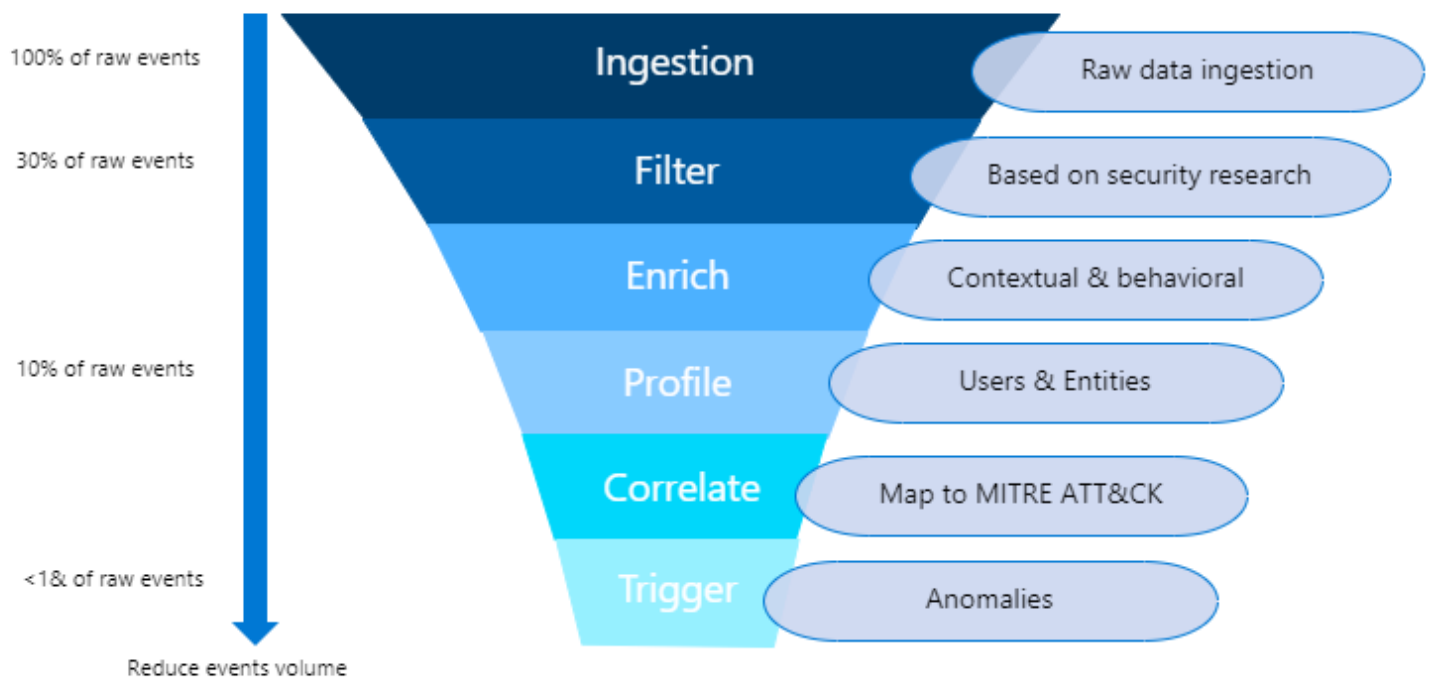 100% of raw events
Ingestion
Raw data ingestion
30% of raw events
Filter
Based on security research
Enrich
Contextual & behavioral
10% of raw events
Profile
Users & Entities
Correlate
Map to MITRE ATT&CK
<1& of raw events
Trigger
Anomalies
Reduce events volume